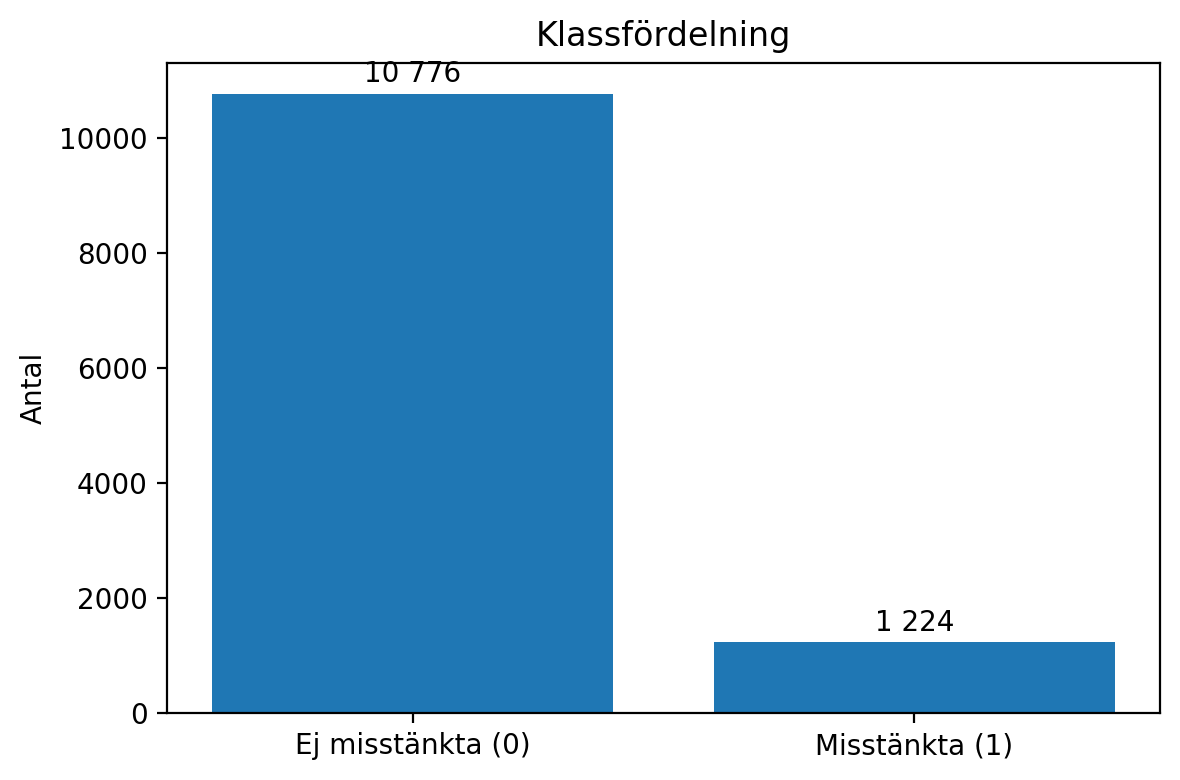 Klassfördelning
10 776
10000
8000
6000
4000
2000
0
Antal
1 224
Ej misstänkta (0)
Misstänkta (1)